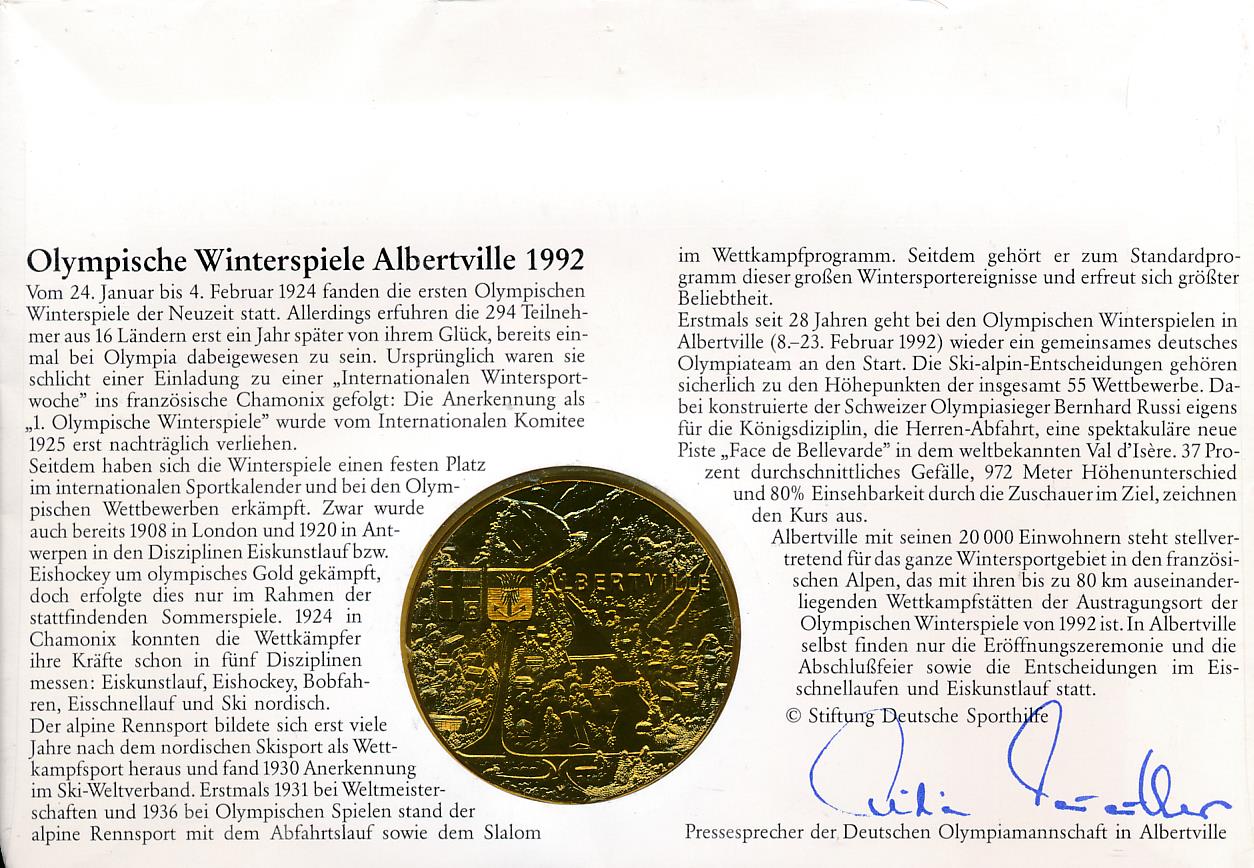 Olympische Winterspiele Albertville 1992
Vom 24. Januar bis 4. Februar 1924 fanden die ersten Olympischen
Winterspiele der Neuzeit statt. Allerdings erfuhren die 294 Teilneh-
mer aus 16 Ländern erst ein Jahr später von ihrem Glück, bereits ein-
mal bei Olympia dabeigewesen zu sein. Ursprünglich waren sie
schlicht einer Einladung zu einer „Internationalen Wintersport-
woche” ins französische Chamonix gefolgt: Die Anerkennung als
„1. Olympische Winterspiele” wurde vom Internationalen Komitee
1925 erst nachträglich verliehen.
Seitdem haben sich die Winterspiele einen festen Platz
im internationalen Sportkalender und bei den Olym-
pischen Wettbewerben erkämpft. Zwar wurde
auch bereits 1908 in London und 1920 in Ant-
werpen in den Disziplinen Eiskunstlauf bzw.
Eishockey um olympisches Gold gekämpft,
doch erfolgte dies nur im Rahmen der
stattfindenden Sommerspiele. 1924 in
Chamonix konnten die Wettkämpfer
ihre Kräfte schon in fünf Disziplinen
messen: Eiskunstlauf, Eishockey, Bobfah-
ren, Eisschnellauf und Ski nordisch.
Der alpine Rennsport bildete sich erst viele
Jahre nach dem nordischen Skisport als Wett-
kampfsport heraus und fand 1930 Anerkennung
im Ski-Weltverband. Erstmals 1931 bei Weltmeister-
schaften und 1936 bei Olympischen Spielen stand der
alpine Rennsport mit dem Abfahrtslauf sowie dem Slalom
ALBERTVILLE
im Wettkampfprogramm. Seitdem gehört er zum Standardpro-
gramm dieser großen Wintersportereignisse und erfreut sich größter
Beliebtheit.
Erstmals seit 28 Jahren geht bei den Olympischen Winterspielen in
Albertville (8.–23. Februar 1992) wieder ein gemeinsames deutsches
Olympiateam an den Start. Die Ski-alpin-Entscheidungen gehören
sicherlich zu den Höhepunkten der insgesamt 55 Wettbewerbe. Da-
bei konstruierte der Schweizer Olympiasieger Bernhard Russi eigens
für die Königsdiziplin, die Herren-Abfahrt, eine spektakuläre neue
Piste „Face de Bellevarde” in dem weltbekannten Val d’Isère. 37 Pro-
zent durchschnittliches Gefälle, 972 Meter Höhenunterschied
und 80% Einsehbarkeit durch die Zuschauer im Ziel, zeichnen
den Kurs aus.
Albertville mit seinen 20 000 Einwohnern steht stellver-
tretend für das ganze Wintersportgebiet in den französi-
schen Alpen, das mit ihren bis zu 80 km auseinander-
liegenden Wettkampfstätten der Austragungsort der
Olympischen Winterspiele von 1992 ist. In Albertville
selbst finden nur die Eröffnungszeremonie und die
Abschlußfeier sowie die Entscheidungen im Eis-
schnellaufen und Eiskunstlauf statt.
© Stiftung Deutsche Sporthilfe
Pressesprecher der Deutschen Olympiamannschaft in Albertville